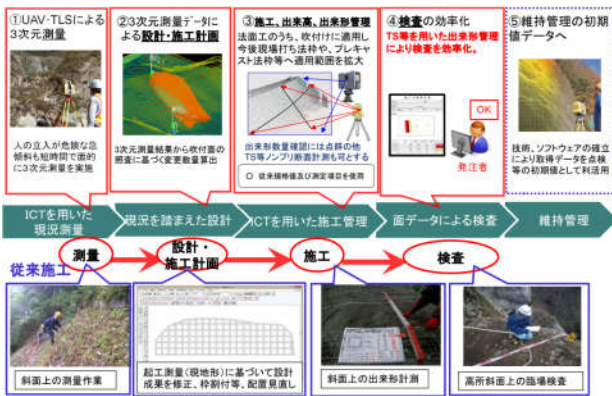 ①UAV・TLSによる
3次元測量
人の立入が危険な急
傾斜も短時間で面的
に3次元測量を実施
②3次元測量データに
よる設計・施工計画
3次元測量結果から吹付面の
照査に基づく変更数量算出
③施工、出来高、出来形管理
法面工のうち、吹付けに適用し
今後現場打ち法枠や、プレキャ
スト法枠等へ適用範囲を拡大
出来形数量確認には点群の他
TS等ノンプリ断面計測も可とする
○ 従来規格値及び測定項目を使用
④検査の効率化
TS等を用いた出来形管理
により検査を効率化。
OK
発注者
⑤維持管理の初期
値データへ
技術、ソフトウェアの確立
により取得データを点検
等の初期値として利活用
ICTを用いた
現況測量
現況を踏まえた設計
ICTを用いた施工管理
面データによる検査
維持管理
測量
設計・
施工計画
施工
検査
従来施工
斜面上の測量作業
起工測量(現地形)に基づいて設計
成果を修正、枠割付等、配置見直し
斜面上の出来形計測
高所斜面上の臨場検査